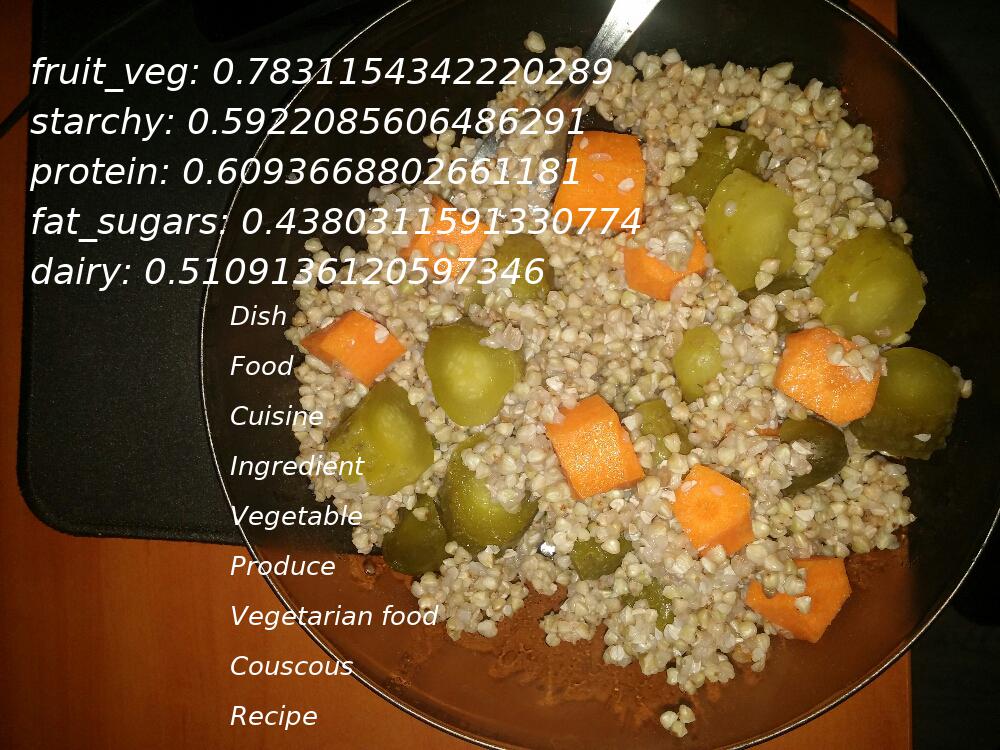 fruit_veg: 0.7831154342220289
starchy: 0.5922085606486291
protein: 0.6093668802661181
fat_sugars: 0.4380311591330774
dairy: 0.5109136120597346
Dish
Food
Cuisine
Ingredient
Vegetable
Produce
Vegetarian food
Couscous
Recipe